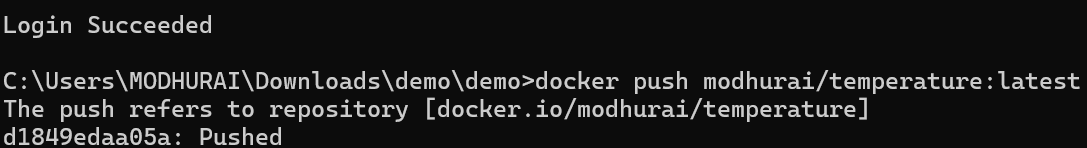 Login Succeeded
C:\Users\MODHURAI\Downloads\demo\demo>docker push modhurai/temperature:latest
The push refers to repository [docker.io/modhurai/temperature]
d1849edaa05a: Pushed